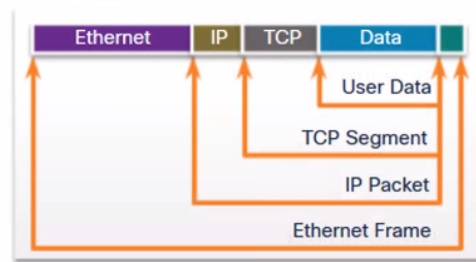 Ethernet IP TCP Data
User Data
TCP Segment
IP Packet
Ethernet Frame